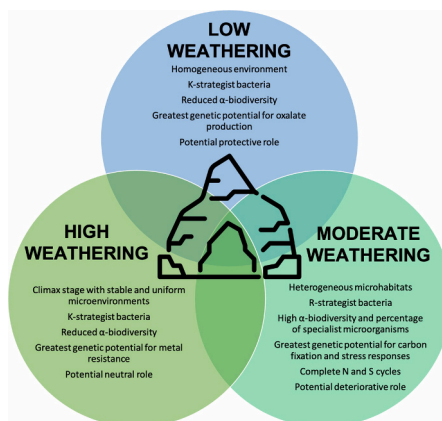 LOW
WEATHERING
Homogeneous environment
K-strategist bacteria
Reduced α-biodiversity
Greatest genetic potential for oxalate
production
Potential protective role
HIGH
WEATHERING
Climax stage with stable and uniform
microenvironments
K-strategist bacteria
Reduced α-biodiversity
Greatest genetic potential for metal
resistance
Potential neutral role
MODERATE
WEATHERING
Heterogeneous microhabitats
R-strategist bacteria
High α-biodiversity and percentage
of specialist microorganisms
Greatest genetic potential for carbon
fixation and stress responses
Complete N and S cycles
Potential deteriorative role